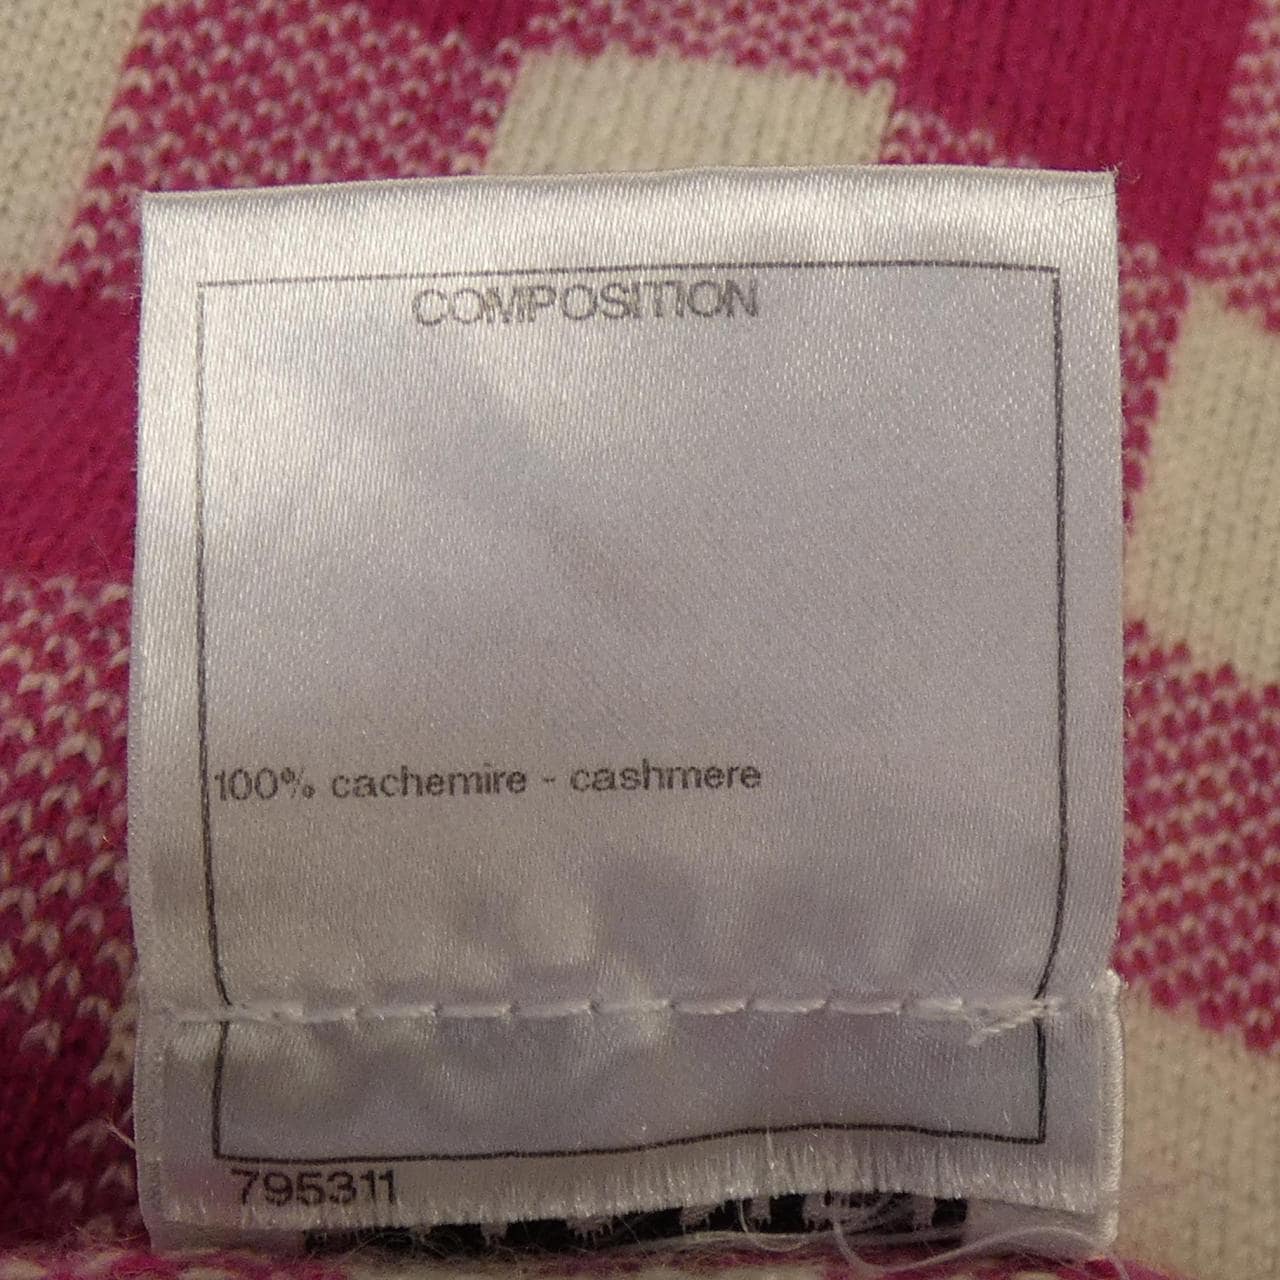 COMPOSITION
100% cachemire - cashmere
795311